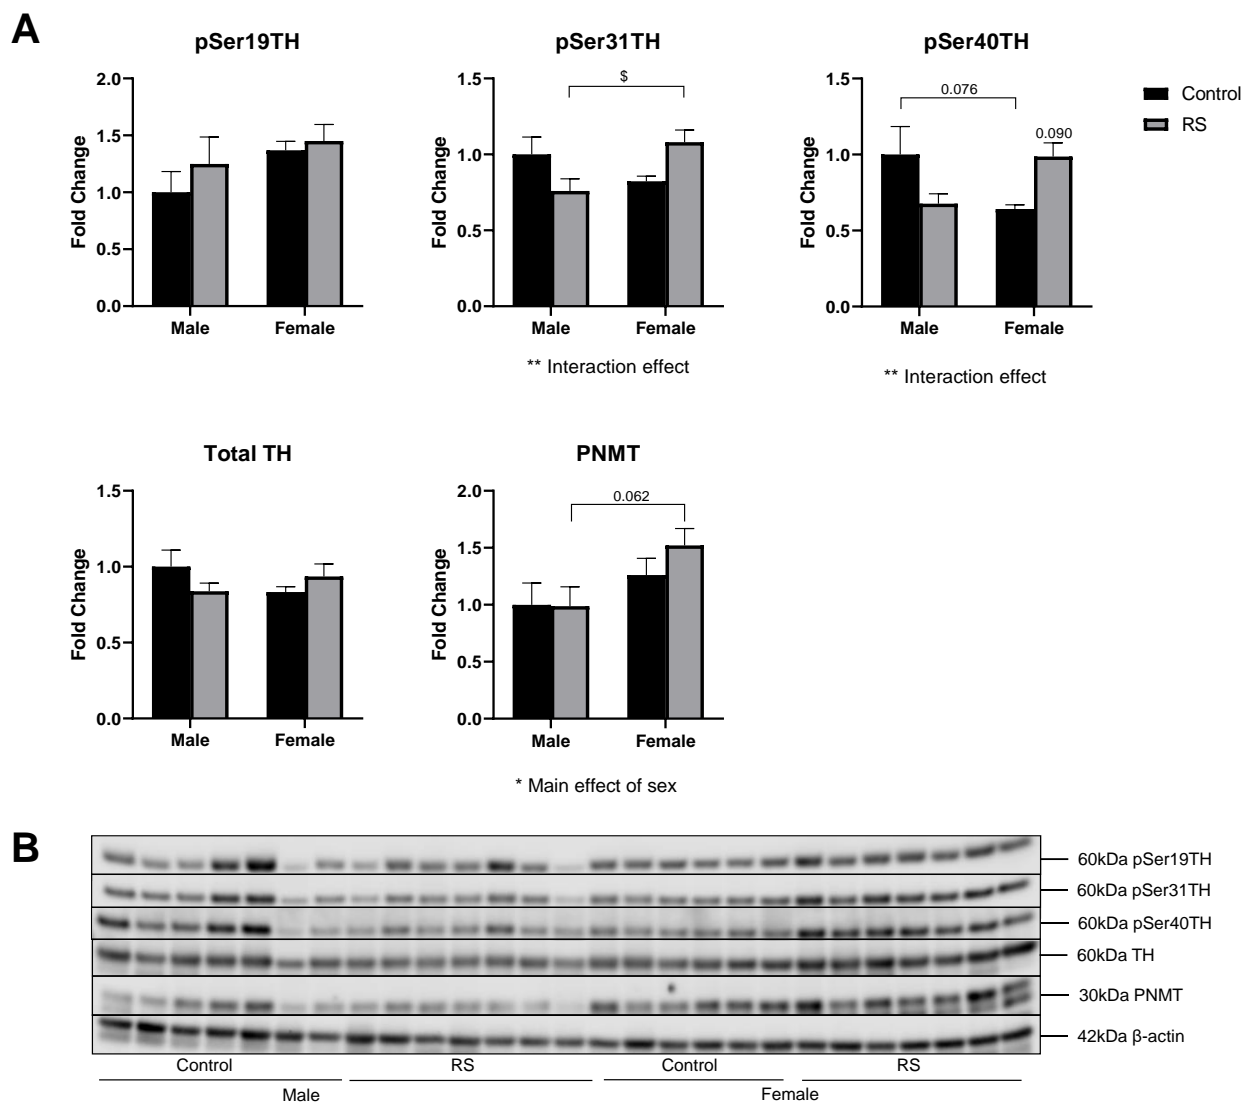 A
pSer19TH
Fold Change
2.0
1.5
1.0
0.5
0.0
Male Female
pSer31TH
Fold Change
1.5
1.0
0.5
0.0
$
Male Female
** Interaction effect
pSer40TH
Fold Change
1.5
1.0
0.5
0.0
0.076
0.090
Male Female
** Interaction effect
Control
RS
Total TH
Fold Change
1.5
1.0
0.5
0.0
Male Female
PNMT
Fold Change
2.0
1.5
1.0
0.5
0.0
0.062
Male Female
* Main effect of sex
B
60kDa pSer19TH
60kDa pSer31TH
60kDa pSer40TH
60kDa TH
30kDa PNMT
42kDa β-actin
Control RS Control RS
Male Female